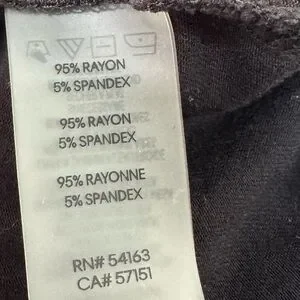 95% RAYON
5% SPANDEX
95% RAYON
5% SPANDEX
95% RAYONNE
5% SPANDEX
RN# 54163
CA# 57151